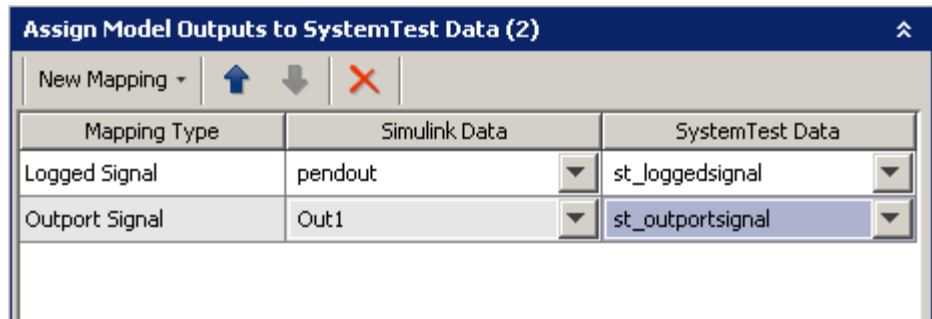 Assign Model Outputs to SystemTest Data (2)
New Mapping
Mapping Type Simulink Data SystemTest Data
Logged Signal pendout st_loggedsignal
Outport Signal Out1 st_outportsignal